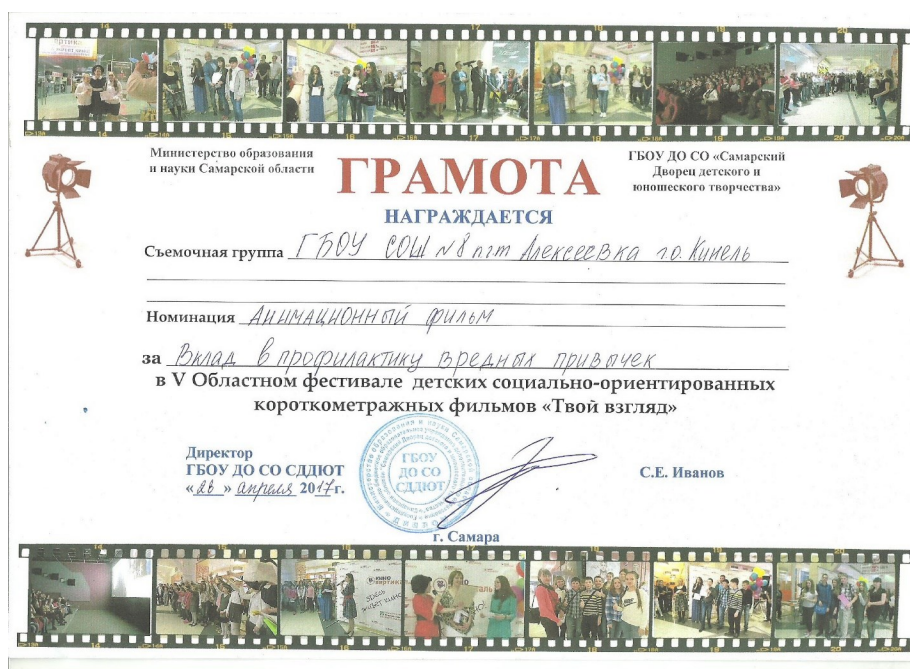 Министерство образования
и науки Самарской области
ГБОУ ДО СО «Самарский
Дворец детского и
юношеского творчества»
ГРАМОТА
НАГРАЖДАЕТСЯ
Съемочная группа ГБОУ СОШ №8 пгт Алексеевка г.о. Кинель
Номинация Анимационный фильм
за Вклад в профилактику вредных привычек
в V Областном фестивале детских социально-ориентированных
короткометражных фильмов «Твой взгляд»
Директор
ГБОУ ДО СО СДДЮТ
«26» апреля 2017г.
ГБОУ
ДО СО
СДДЮТ
С.Е. Иванов
г. Самара